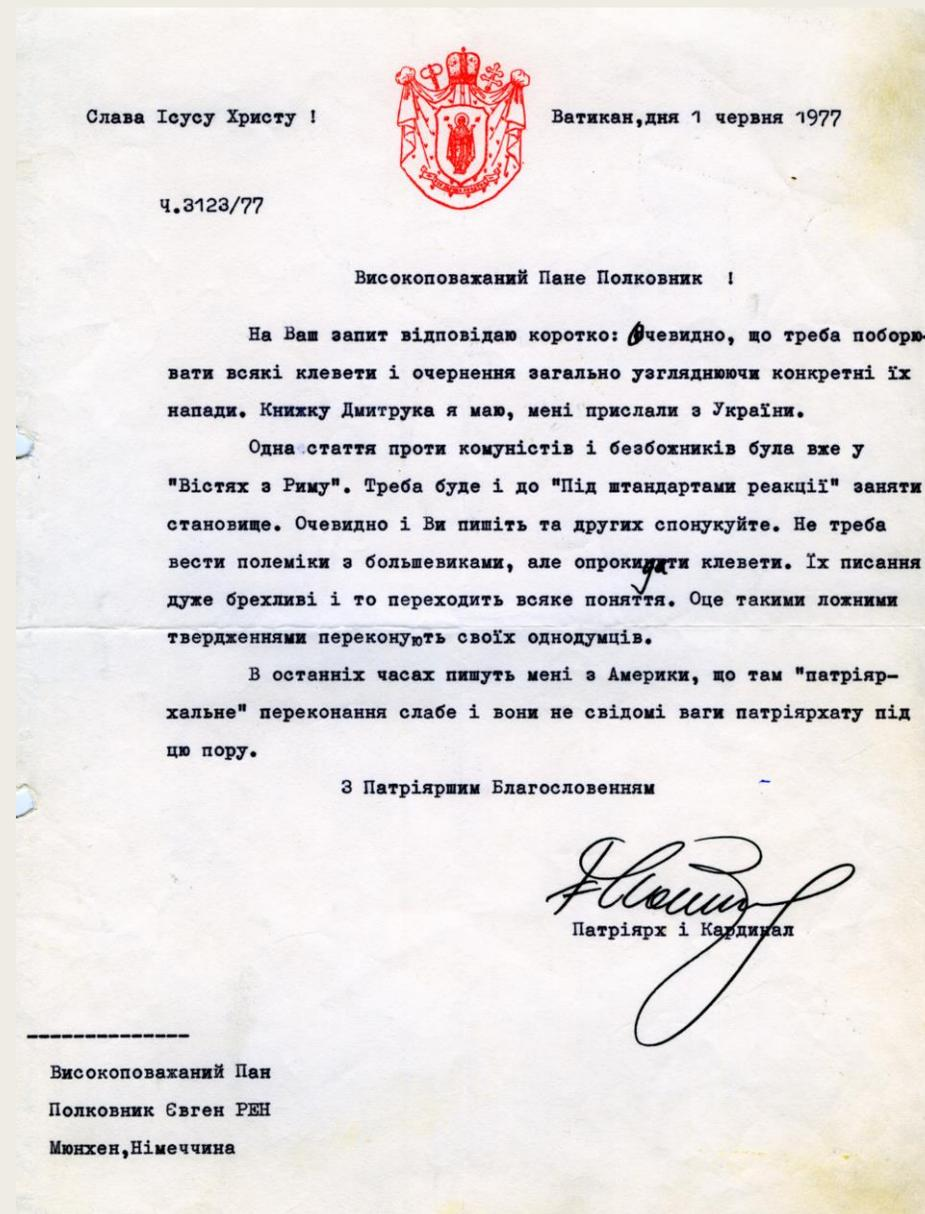 Слава Ісусу Христу !
Ватикан,дня 1 червня 1977
Ч.3123/77
Високоповажаний Пане Полковник !
На Ваш запит відповідаю коротко: Очевидно, що треба поборю-
вати всякі клевети і очернення загально узгляднюючи конкретні їх
напади. Книжку Дмитрука я маю, мені прислали з України.
Одна стаття проти комуністів і безбожників була вже у
"Вістях з Риму". Треба буде і до "Під штандартами реакції" заняти
становище. Очевидно і Ви пишіть та других спонукуйте. Не треба
вести полеміки з большевиками, але опрокидати клевети. Їх писання
дуже брехливі і то переходить всяке поняття. Оце такими ложними
твердженнями переконують своїх однодумців.
В останніх часах пишуть мені з Америки, що там "патріяр-
хальне" переконання слабе і вони не свідомі ваги патріярхату під
цю пору.
З Патріяршим Благословенням
Патріярх і Кардинал
Високоповажаний Пан
Полковник Євген РЕН
Мюнхен,Німеччина